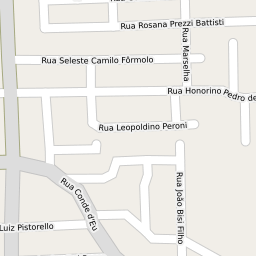 Rua Rosana Prezzi Battisti
Rua Marselha
Rua Seleste Camilo Fôrmolo
Rua Honorino Pedro de
Rua Leopoldino Peroni
Rua Conde d'Eu
Rua João Bisi Filho
Luiz Pistorello